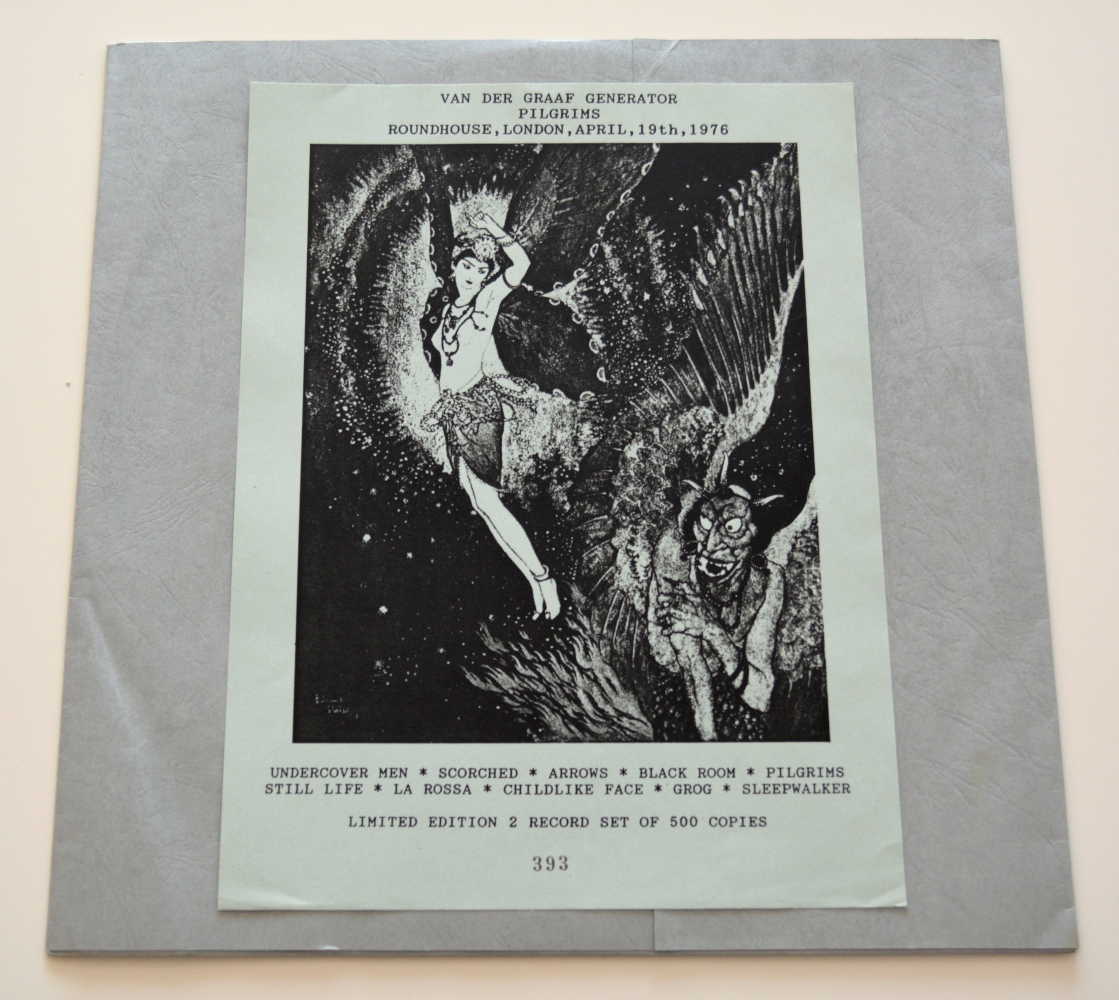 VAN DER GRAAF GENERATOR
PILGRIMS
ROUNDHOUSE,LONDON,APRIL,19th,1976
UNDERCOVER MEN * SCORCHED * ARROWS * BLACK ROOM * PILGRIMS
STILL LIFE * LA ROSSA * CHILDLIKE FACE * GROG * SLEEPWALKER
LIMITED EDITION 2 RECORD SET OF 500 COPIES
393